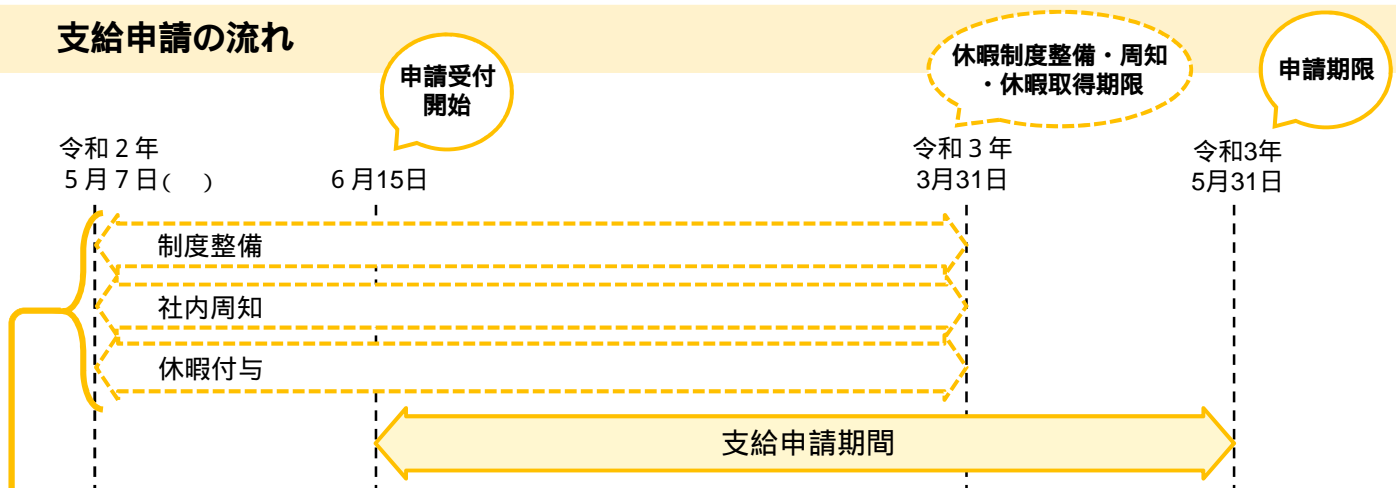 支給申請の流れ
申請受付
開始
休暇制度整備・周知
・休暇取得期限
申請期限
令和２年
５月７日(　)
６月15日
令和３年
3月31日
令和3年
5月31日
制度整備
社内周知
休暇付与
支給申請期間